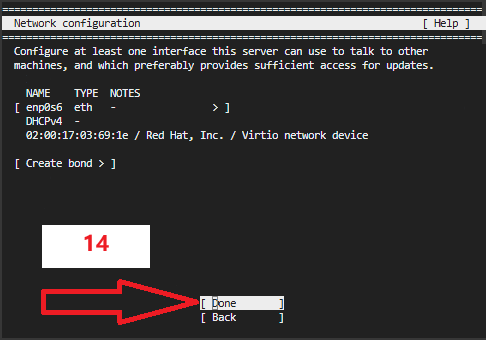 ================================================================================
Network configuration [ Help ]
================================================================================
Configure at least one interface this server can use to talk to other
machines, and which preferably provides sufficient access for updates.
NAME TYPE NOTES
[ enp0s6 eth - > ]
DHCPv4 -
02:00:17:03:69:1e / Red Hat, Inc. / Virtio network device
[ Create bond > ]
14
[ Done ]
[ Back ]